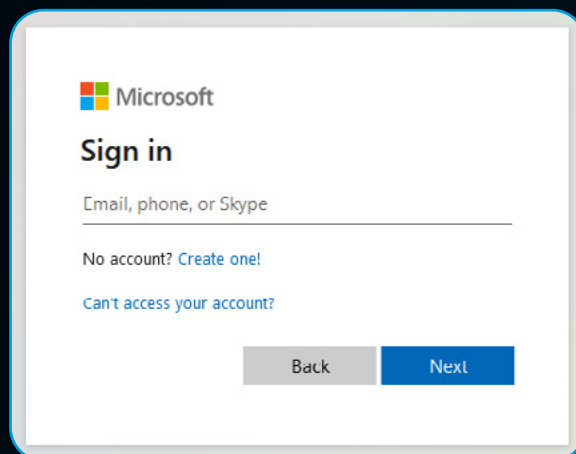 Microsoft
Sign in
Email, phone, or Skype
No account? Create one!
Can't access your account?
Back Next